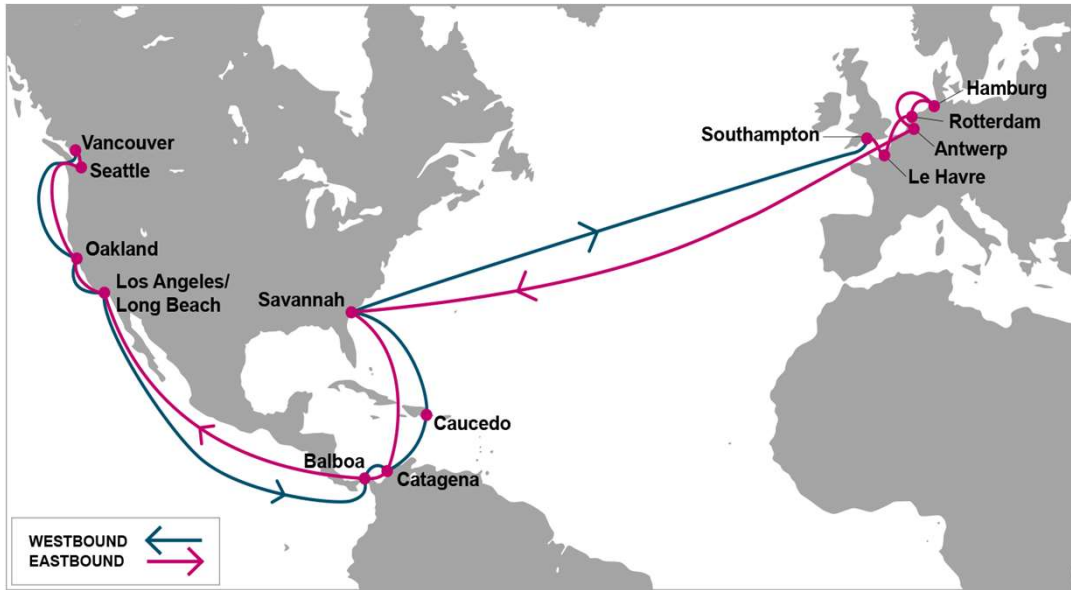 Vancouver
Seattle
Oakland
Los Angeles/
Long Beach
Savannah
Caucedo
Balboa
Catagena
Southampton
Hamburg
Rotterdam
Antwerp
Le Havre
WESTBOUND
EASTBOUND